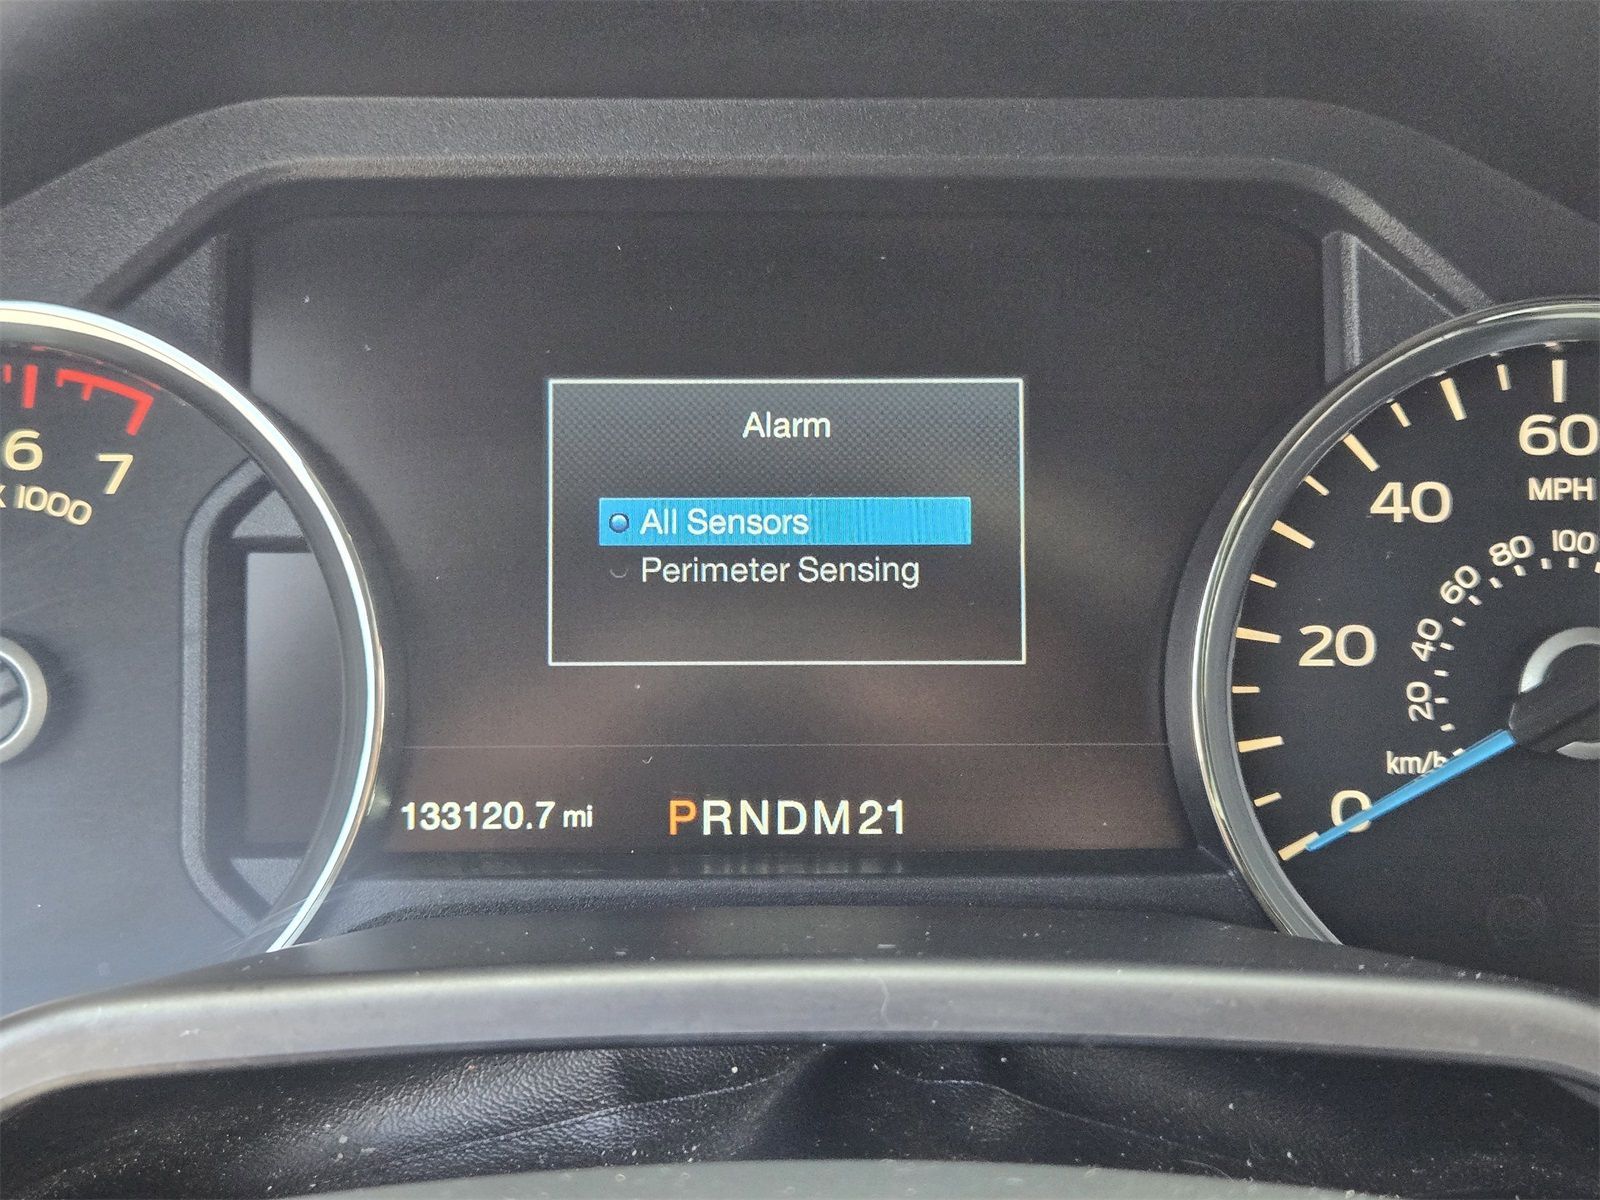 Alarm
All Sensors
Perimeter Sensing
133120.7 mi
PRNDM21
6
7
X 1000
60
MPH
40
20
0
100
80
60
40
20
km/h